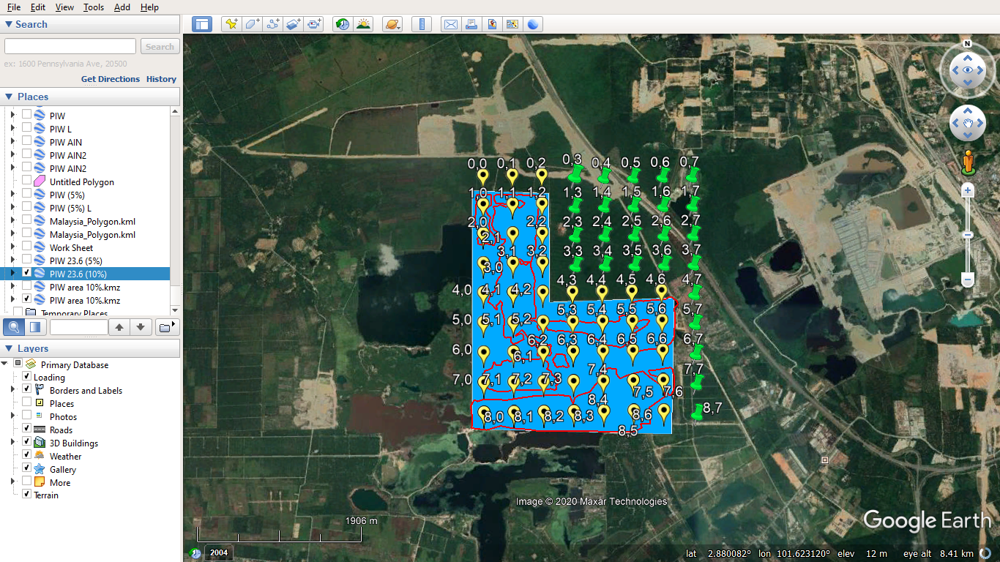 File Edit View Tools Add Help
Search
Search
ex: 1600 Pennsylvania Ave, 20500
Get Directions History
Places
PIW
PIW L
PIW AIN
PIW AIN2
PIW AIN2
Untitled Polygon
PIW (5%)
PIW (5%) L
Malaysia_Polygon.kml
Malaysia_Polygon.kml
Work Sheet
PIW 23.6 (5%)
PIW 23.6 (10%)
PIW area 10%.kmz
PIW area 10%.kmz
Temporary Places
Layers
Primary Database
Loading
Borders and Labels
Places
Photos
Roads
3D Buildings
Weather
Gallery
More
Terrain
N
0,0 0,1 0,2 0,3 0,4 0,5 0,6 0,7
1,0 1,1 1,2 1,3 1,4 1,5 1,6 1,7
2,0 2,1 2,2 2,3 2,4 2,5 2,6 2,7
3,0 3,1 3,2 3,3 3,4 3,5 3,6 3,7
4,0 4,1 4,2 4,3 4,4 4,5 4,6 4,7
5,0 5,1 5,2 5,3 5,4 5,5 5,6 5,7
6,0 6,1 6,2 6,3 6,4 6,5 6,6 6,7
7,0 7,1 7,2 7,3 7,4 7,5 7,6 7,7
8,0 8,1 8,2 8,3 8,4 8,5 8,6 8,7
Image © 2020 Maxar Technologies
1906 m
Google Earth
2004
lat 2.880082° lon 101.623120° elev 12 m eye alt 8.41 km